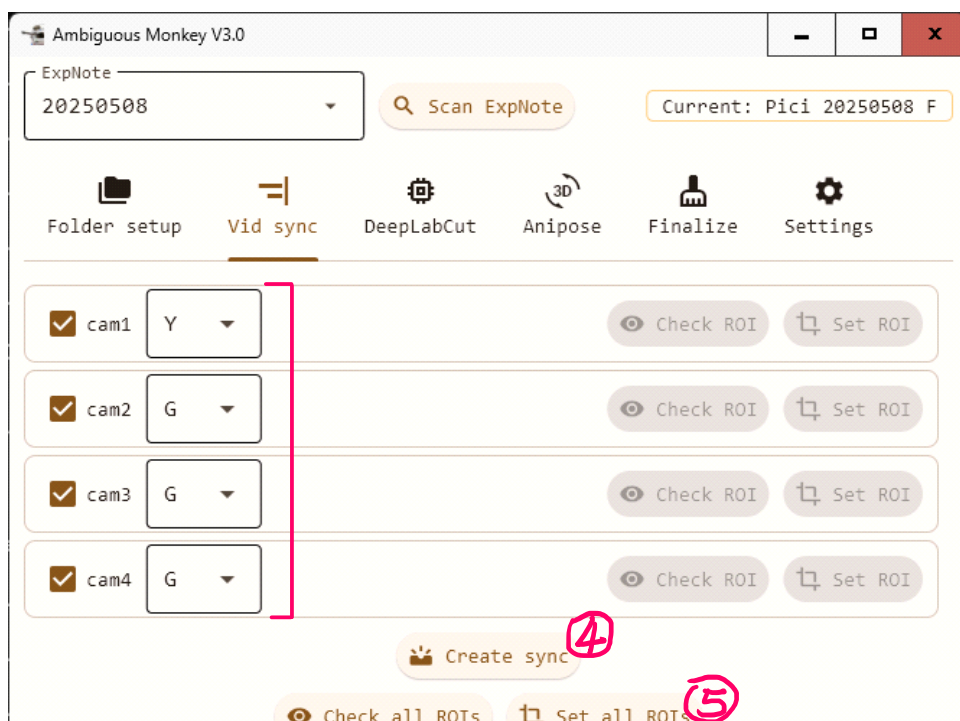 Ambiguous Monkey V3.0
ExpNote
20250508
Scan ExpNote
Current: Pici 20250508 F
Folder setup
Vid sync
DeepLabCut
3D
Anipose
Finalize
Settings
cam1 Y Check ROI Set ROI
cam2 G Check ROI Set ROI
cam3 G Check ROI Set ROI
cam4 G Check ROI Set ROI
④
Create sync
⑤
Check all ROIs Set all ROIs